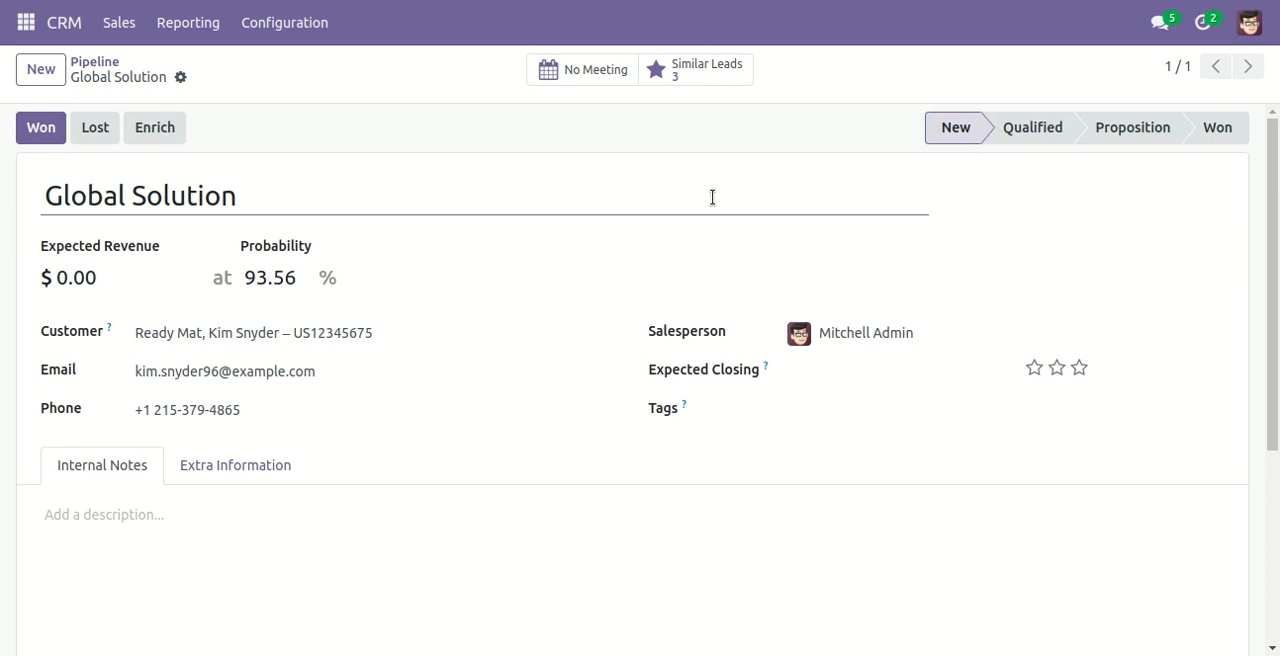 CRM Sales Reporting Configuration 5 2
New Pipeline
Global Solution
No Meeting
Similar Leads
3
1 / 1
Won Lost Enrich
New Qualified Proposition Won
Global Solution
Expected Revenue Probability
$ 0.00 at 93.56 %
Customer ? Ready Mat, Kim Snyder – US12345675
Email kim.snyder96@example.com
Phone +1 215-379-4865
Salesperson Mitchell Admin
Expected Closing ?
Tags ?
Internal Notes Extra Information
Add a description...